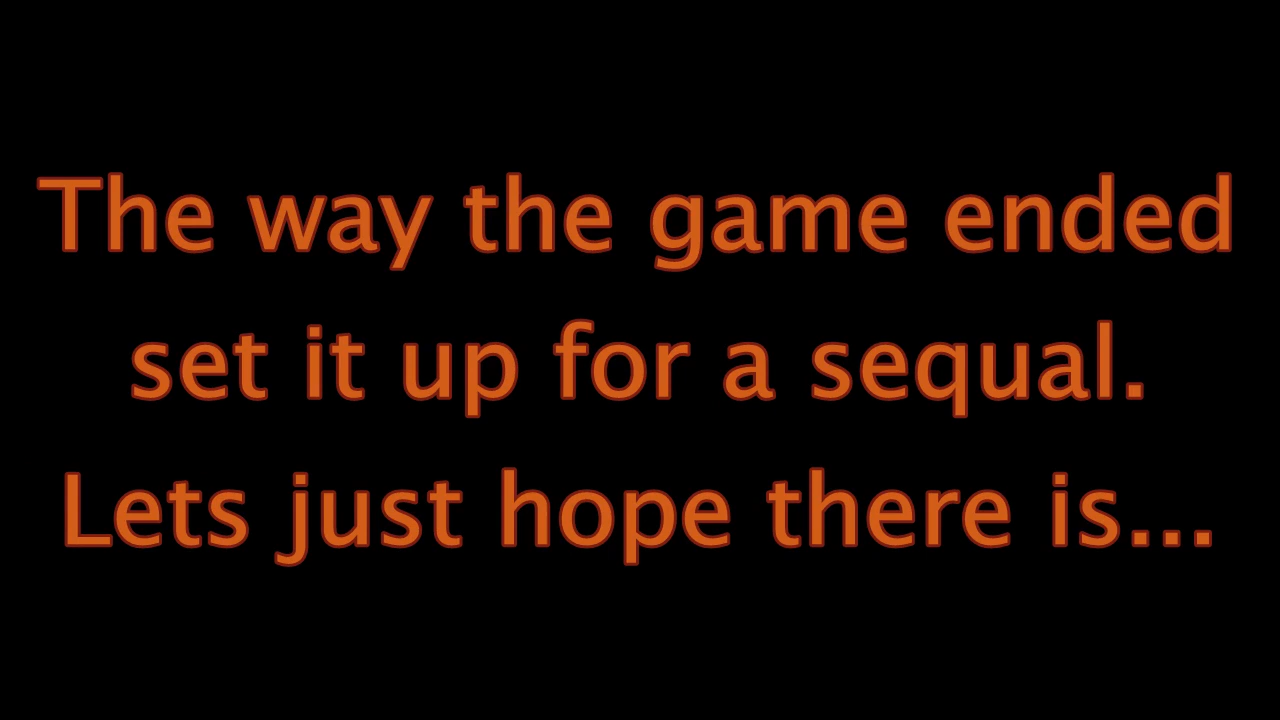 The way the game ended
set it up for a sequal.
Lets just hope there is...